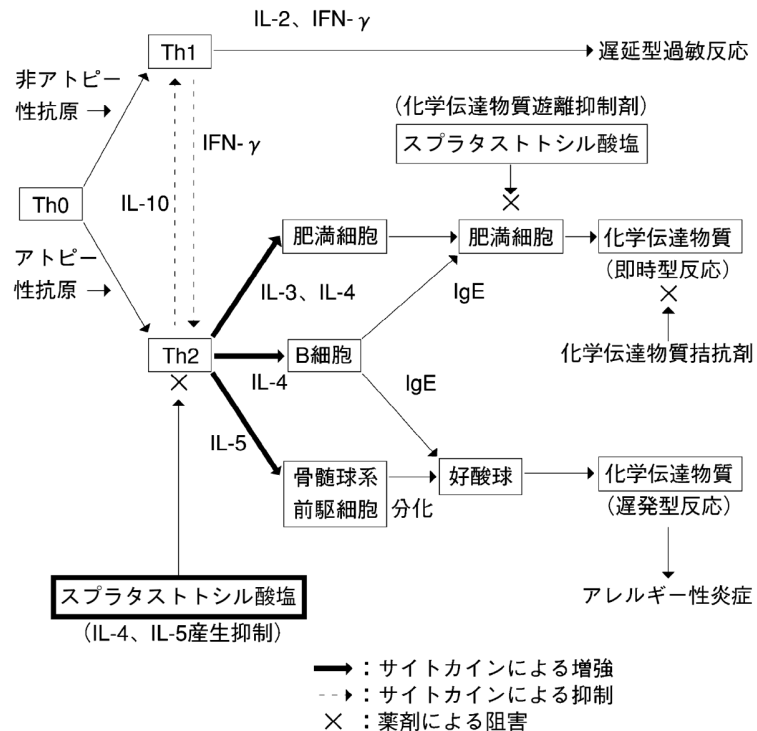 IL-2、IFN-γ
Th1
遅延型過敏反応
非アトピー
性抗原
(化学伝達物質遊離抑制剤)
スプラタストトシル酸塩
IFN-γ
IL-10
Th0
肥満細胞
肥満細胞
化学伝達物質
(即時型反応)
アトピー
性抗原
IL-3、IL-4
IgE
Th2
B細胞
化学伝達物質拮抗剤
IL-4
IgE
IL-5
骨髄球系
前駆細胞
分化
好酸球
化学伝達物質
(遅発型反応)
スプラタストトシル酸塩
(IL-4、IL-5産生抑制)
アレルギー性炎症
：サイトカインによる増強
：サイトカインによる抑制
×：薬剤による阻害